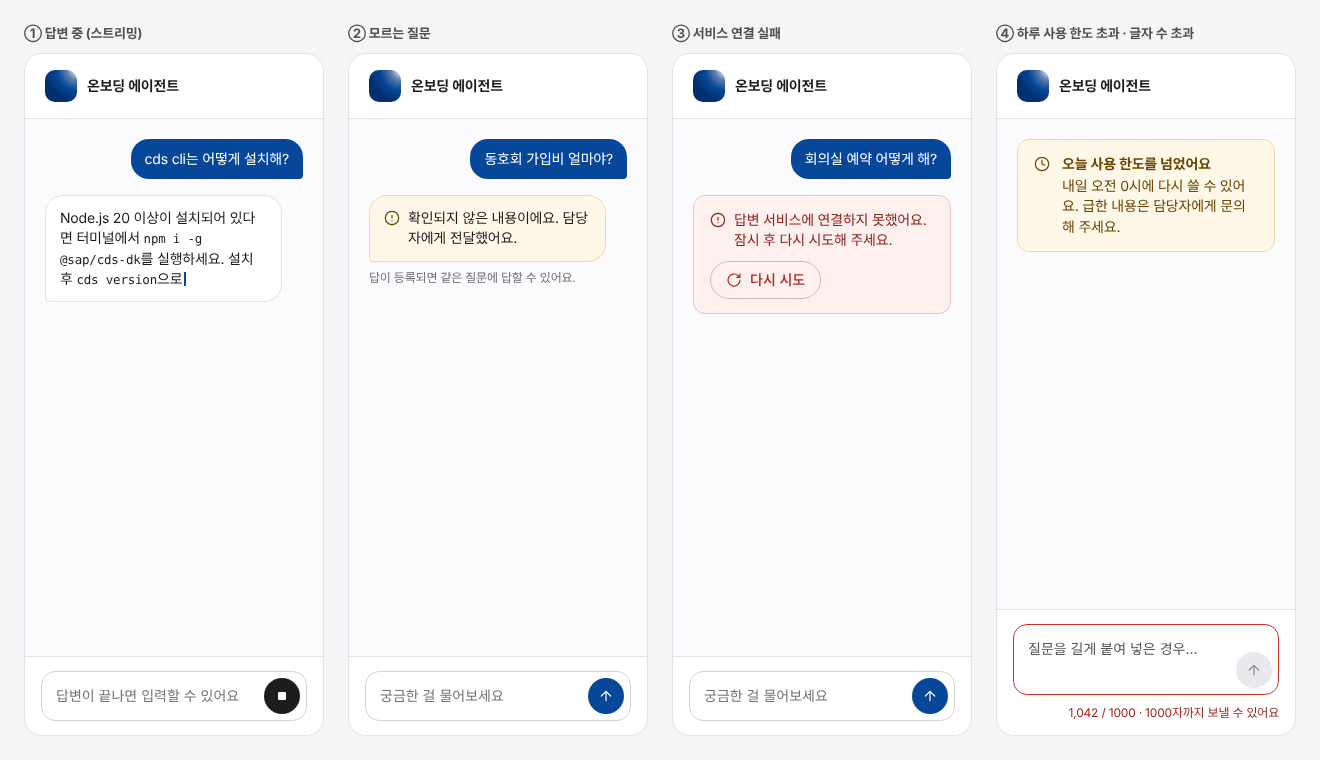 ① 답변 중 (스트리밍)
온보딩 에이전트
cds cli는 어떻게 설치해?
Node.js 20 이상이 설치되어 있다
면 터미널에서 npm i -g
@sap/cds-dk를 실행하세요. 설치
후 cds version으로
답변이 끝나면 입력할 수 있어요
② 모르는 질문
온보딩 에이전트
동호회 가입비 얼마야?
확인되지 않은 내용이에요. 담당
자에게 전달했어요.
답이 등록되면 같은 질문에 답할 수 있어요.
궁금한 걸 물어보세요
③ 서비스 연결 실패
온보딩 에이전트
회의실 예약 어떻게 해?
답변 서비스에 연결하지 못했어요.
잠시 후 다시 시도해 주세요.
다시 시도
궁금한 걸 물어보세요
④ 하루 사용 한도 초과 · 글자 수 초과
온보딩 에이전트
오늘 사용 한도를 넘었어요
내일 오전 0시에 다시 쓸 수 있어
요. 급한 내용은 담당자에게 문의
해 주세요.
질문을 길게 붙여 넣은 경우...
1,042 / 1000 · 1000자까지 보낼 수 있어요